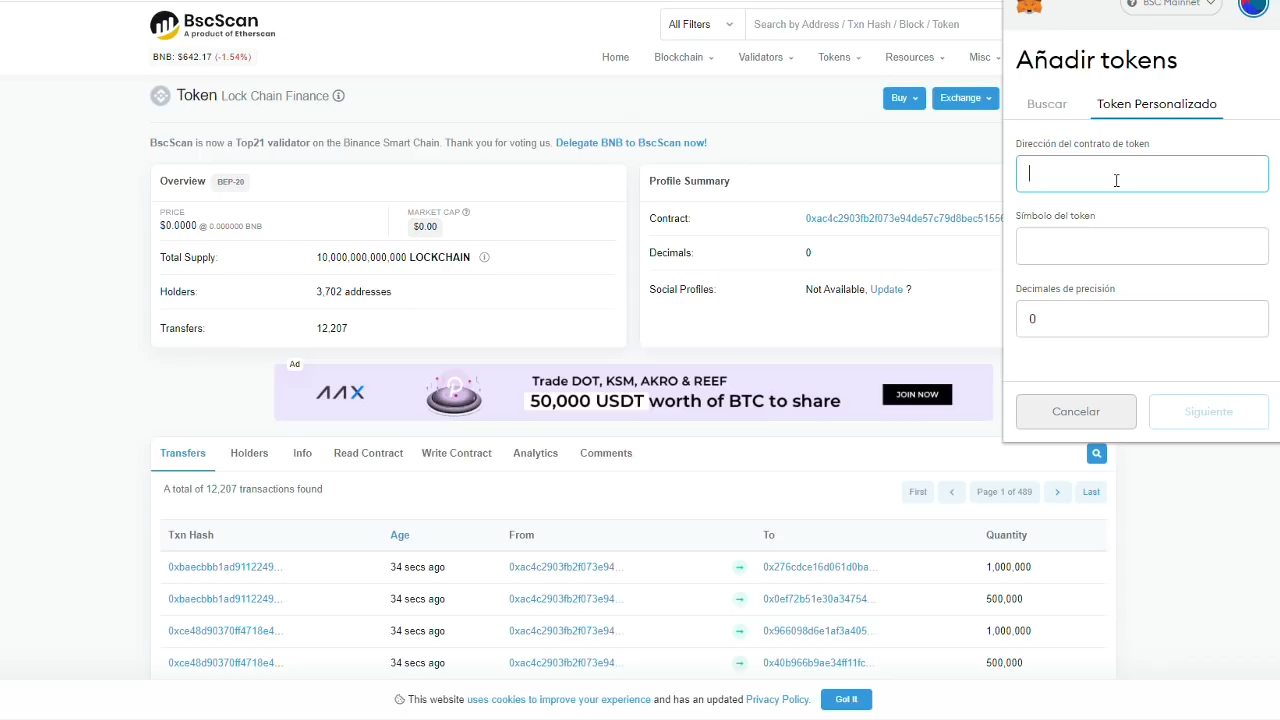 BscScan
A product of Etherscan
All Filters
Search by Address / Txn Hash / Block / Token
BNB: $642.17 (-1.54%)
Home
Blockchain
Validators
Tokens
Resources
Misc
BSC Mainnet
Añadir tokens
Buscar
Token Personalizado
Dirección del contrato de token
Símbolo del token
Decimales de precisión
0
Cancelar
Siguiente
Token Lock Chain Finance
Buy
Exchange
BscScan is now a Top21 validator on the Binance Smart Chain. Thank you for voting us. Delegate BNB to BscScan now!
Overview BEP-20
PRICE
$0.0000 @ 0.000000 BNB
MARKET CAP
$0.00
Total Supply: 10,000,000,000,000 LOCKCHAIN
Holders: 3,702 addresses
Transfers: 12,207
Profile Summary
Contract: 0xac4c2903fb2f073e94de57c79d8bec5155
Decimals: 0
Social Profiles: Not Available, Update ?
Ad
AAX
Trade DOT, KSM, AKRO & REEF
50,000 USDT worth of BTC to share
JOIN NOW
Transfers
Holders
Info
Read Contract
Write Contract
Analytics
Comments
A total of 12,207 transactions found
First
Page 1 of 489
Last
Txn Hash Age From To Quantity
0xbaecbbb1ad9112249... 34 secs ago 0xac4c2903fb2f073e94... 0x276cdce16d061d0ba... 1,000,000
0xbaecbbb1ad9112249... 34 secs ago 0xac4c2903fb2f073e94... 0x0ef72b51e30a34754... 500,000
0xce48d90370ff4718e4... 34 secs ago 0xac4c2903fb2f073e94... 0x966098d6e1af3a405... 1,000,000
0xce48d90370ff4718e4... 34 secs ago 0xac4c2903fb2f073e94... 0x40b966b9ae34ff11fc... 500,000
This website uses cookies to improve your experience and has an updated Privacy Policy.
Got It